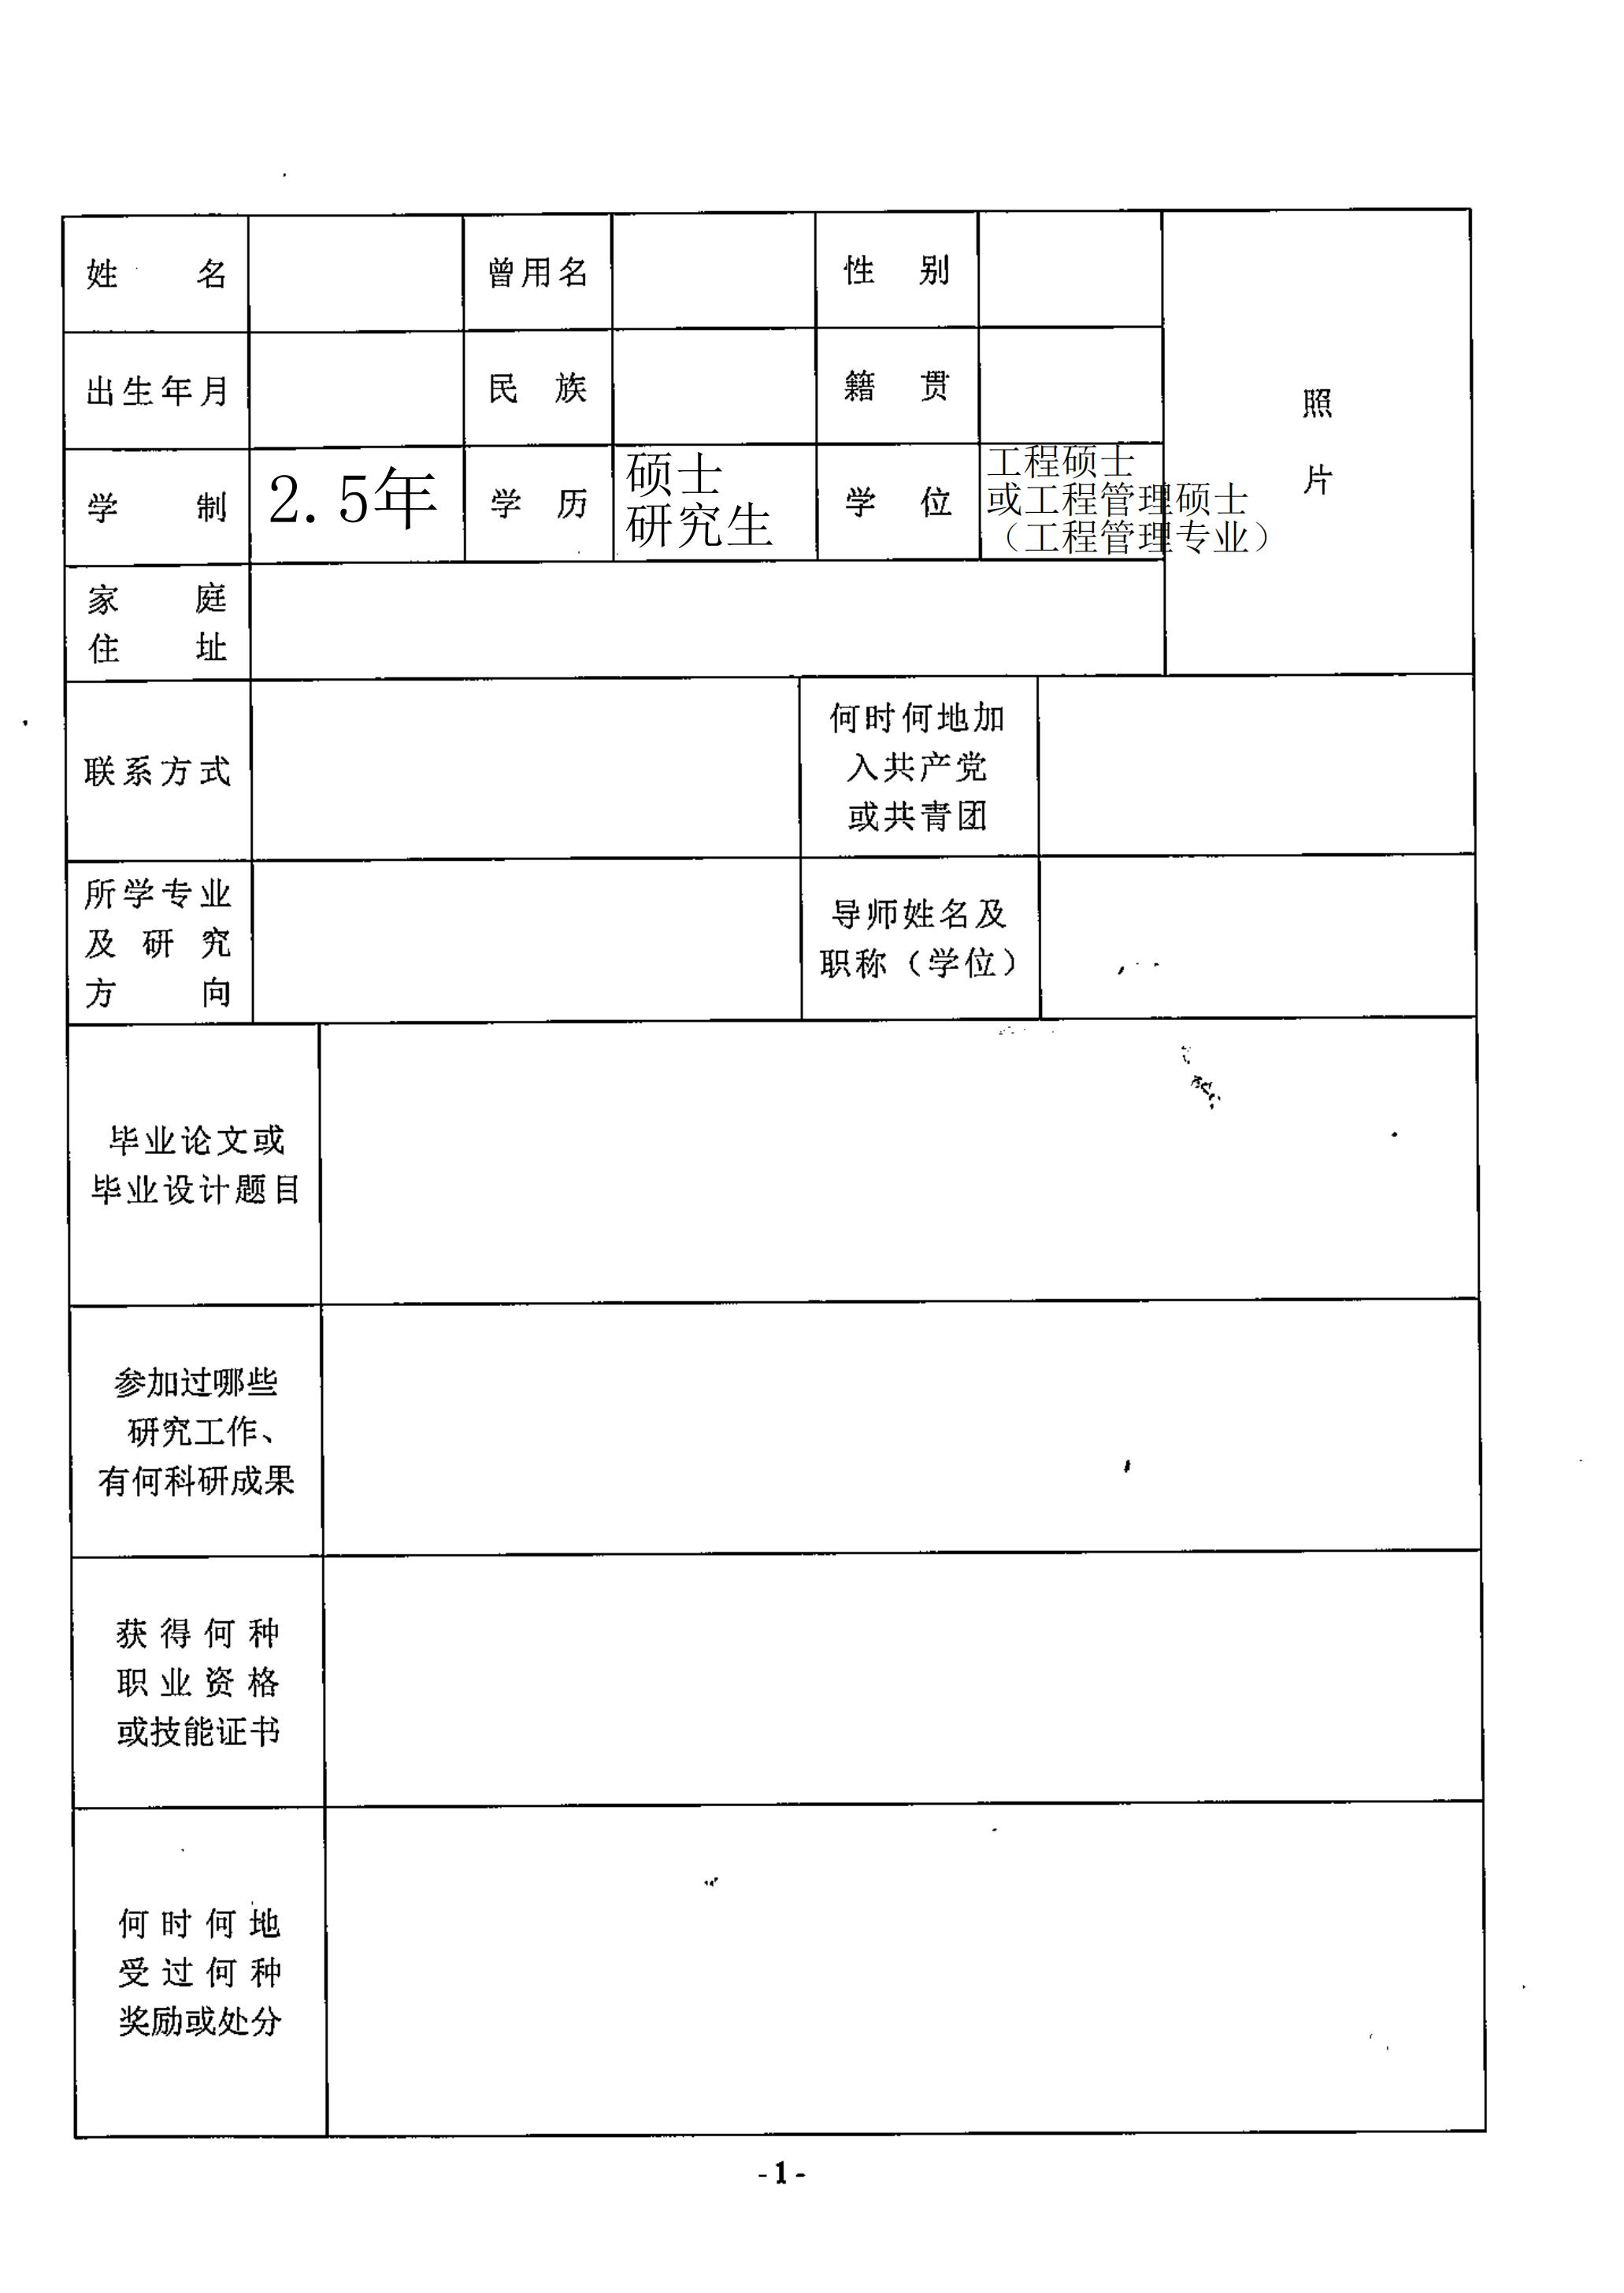 姓 名 曾用名 性 别
出生年月 民 族 籍 贯 照
片
学 制 2.5年 学 历 硕士
研究生 学 位 工程硕士
或工程管理硕士
（工程管理专业）
家 庭
住 址
联系方式 何时何地加
入共产党
或共青团
所学专业
及研究
方 向 导师姓名及
职称（学位）
毕业论文或
毕业设计题目
参加过哪些
研究工作、
有何科研成果
获得何种
职业资格
或技能证书
何时何地
受过何种
奖励或处分
-1-